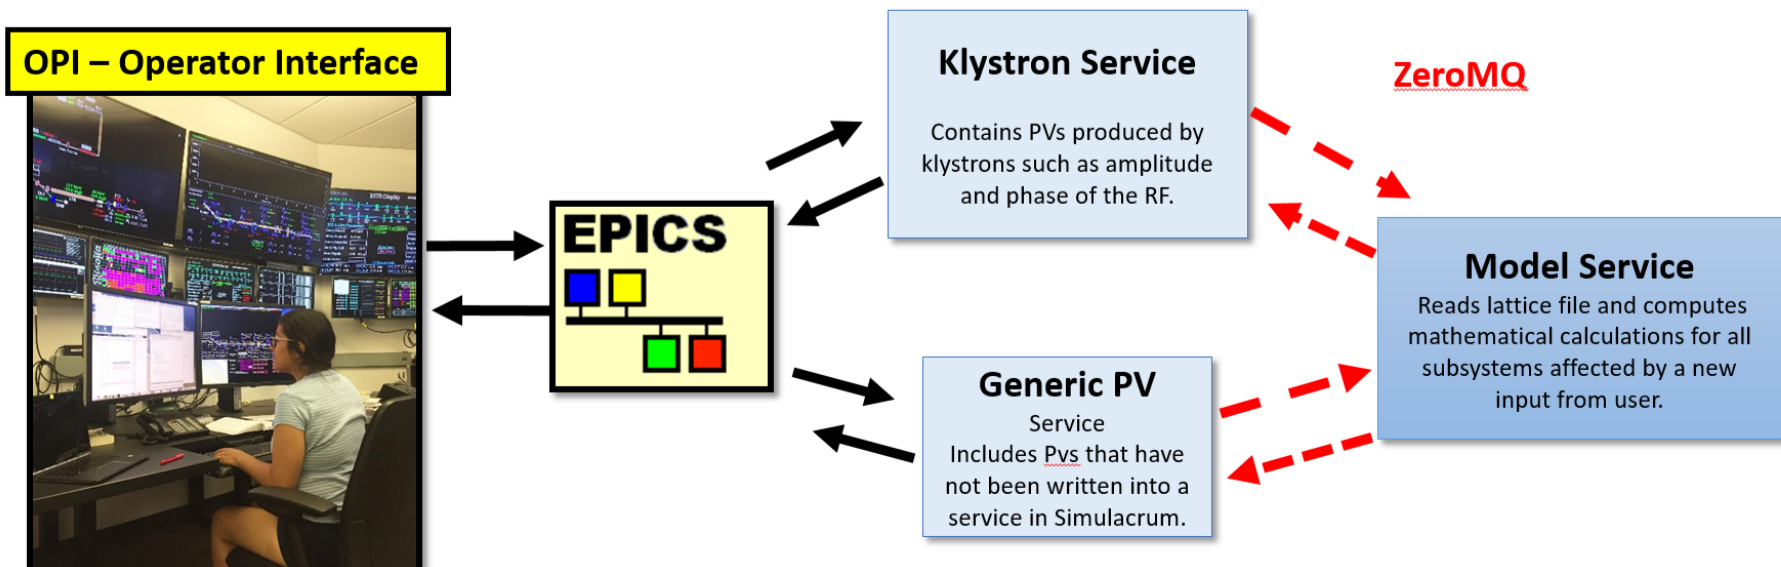 OPI – Operator Interface
EPICS
Klystron Service
Contains PVs produced by
klystrons such as amplitude
and phase of the RF.
Generic PV
Service
Includes Pvs that have
not been written into a
service in Simulacrum.
ZeroMQ
Model Service
Reads lattice file and computes
mathematical calculations for all
subsystems affected by a new
input from user.